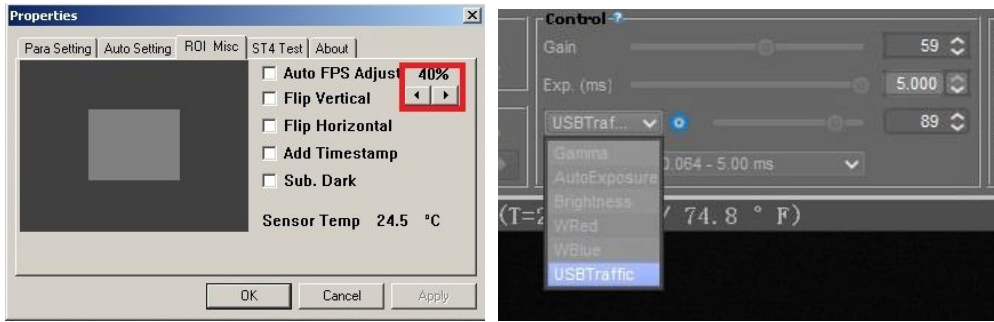 Properties
Para Setting Auto Setting ROI Misc ST4 Test About
Auto FPS Adjust 40%
Flip Vertical
Flip Horizontal
Add Timestamp
Sub. Dark
Sensor Temp 24.5 °C
OK Cancel Apply
Control ?
Gain 59
Exp. (ms) 5.000
USBTraf... 89
Gamma 0.064 - 5.00 ms
AutoExposure
Brightness
WRed
WBlue
USBTraffic
(T=2 / 74.8 ° F)